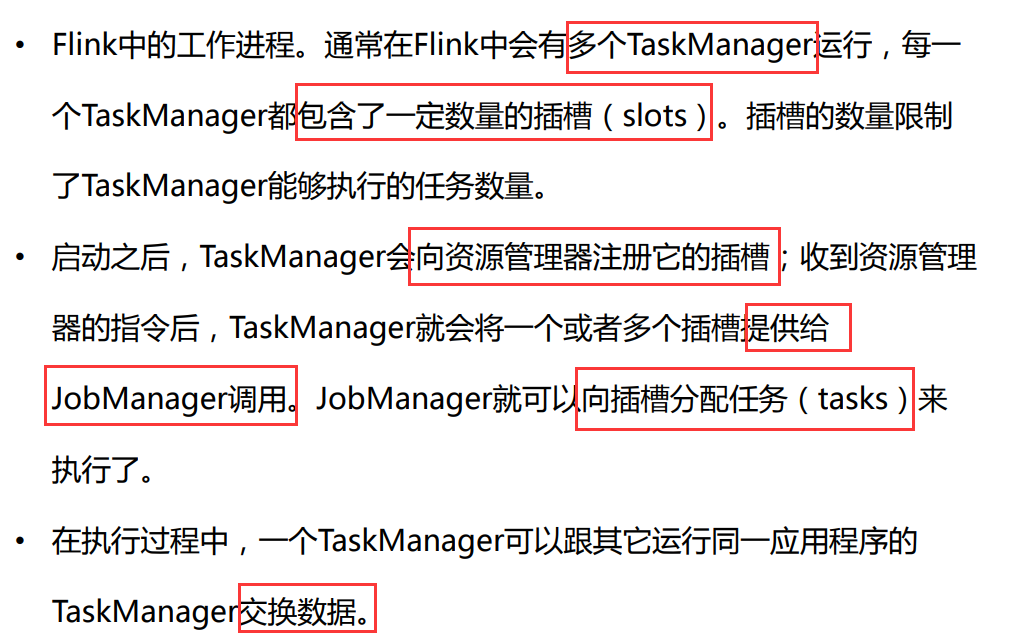 • Flink中的工作进程。通常在Flink中会有多个TaskManager运行，每一
个TaskManager都包含了一定数量的插槽（slots）。插槽的数量限制
了TaskManager能够执行的任务数量。
• 启动之后，TaskManager会向资源管理器注册它的插槽；收到资源管理
器的指令后，TaskManager就会将一个或者多个插槽提供给
JobManager调用。JobManager就可以向插槽分配任务（tasks）来
执行了。
• 在执行过程中，一个TaskManager可以跟其它运行同一应用程序的
TaskManager交换数据。